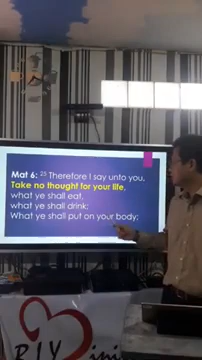 Mat 6: 25 Therefore I say unto you,
Take no thought for your life,
what ye shall eat,
what ye shall drink;
What ye shall put on your body;
RIY